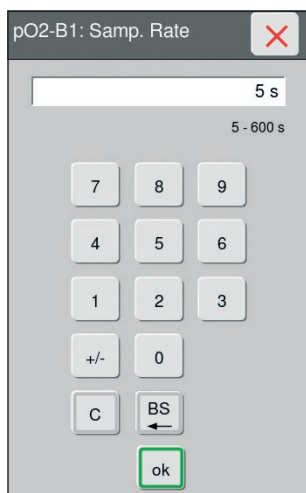 pO2-B1: Samp. Rate
5 s
5 - 600 s
7 8 9
4 5 6
1 2 3
+/- 0
C BS
ok